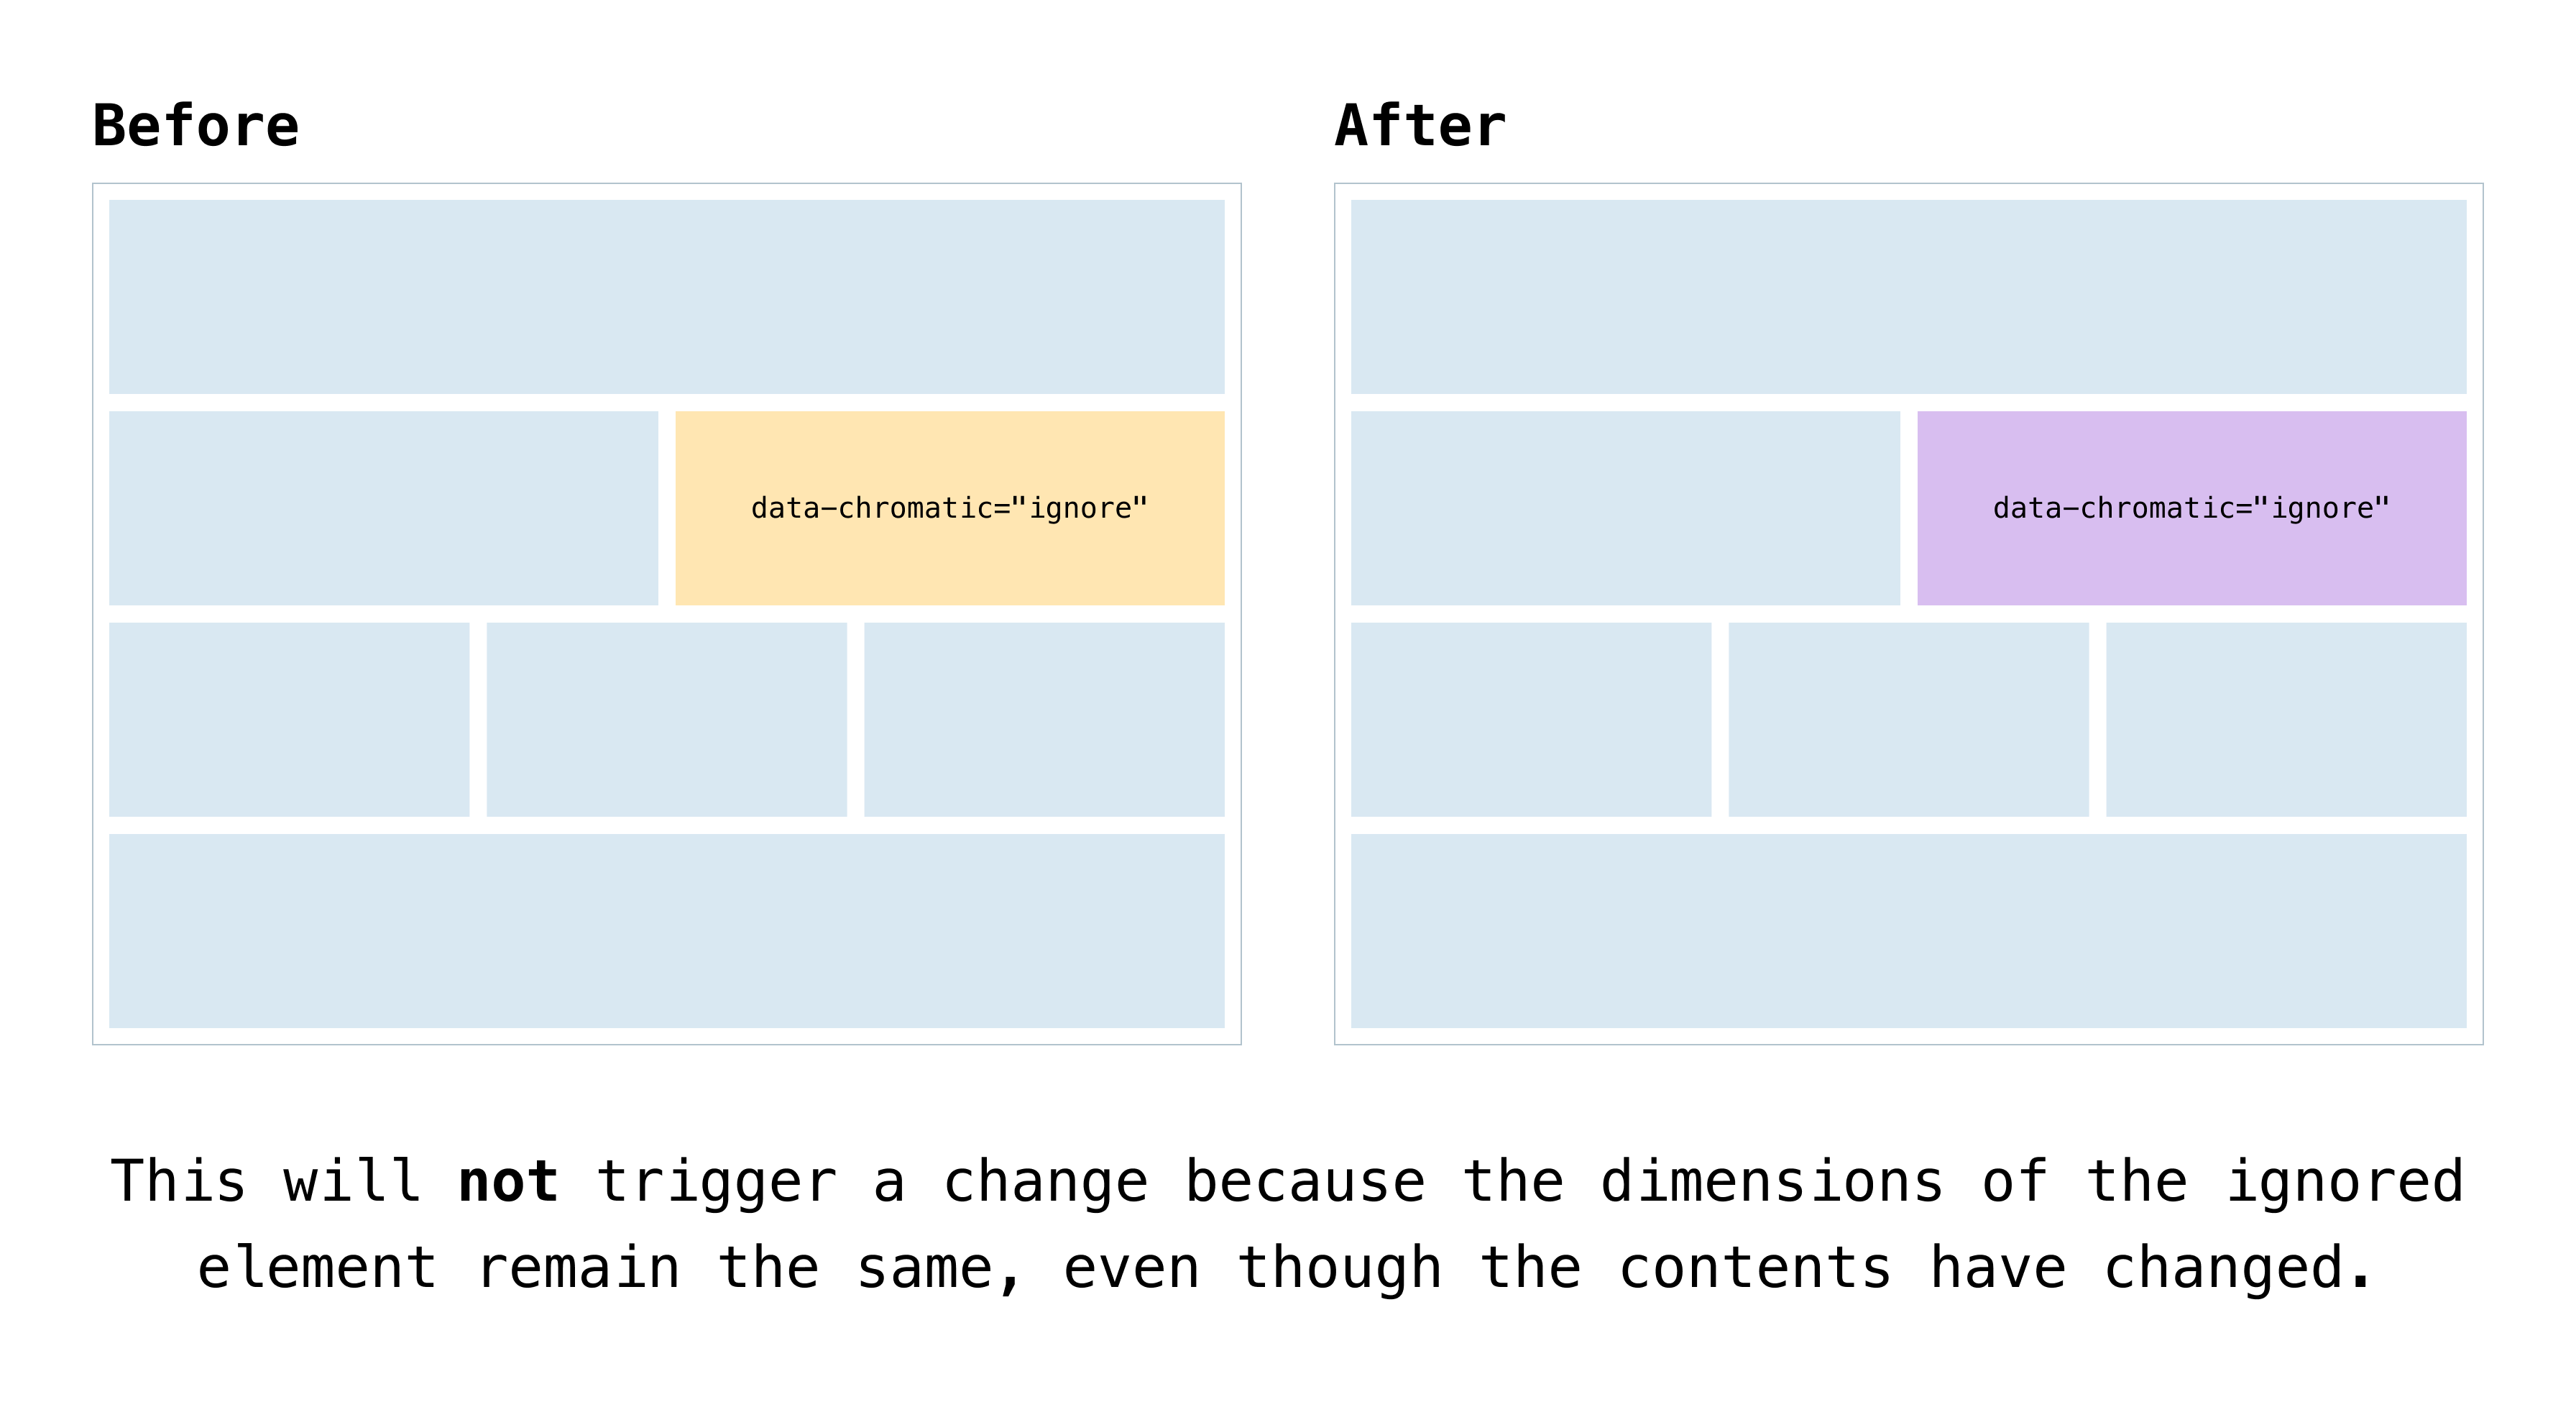 Before
After
data-chromatic="ignore"
data-chromatic="ignore"
This will not trigger a change because the dimensions of the ignored
element remain the same, even though the contents have changed.